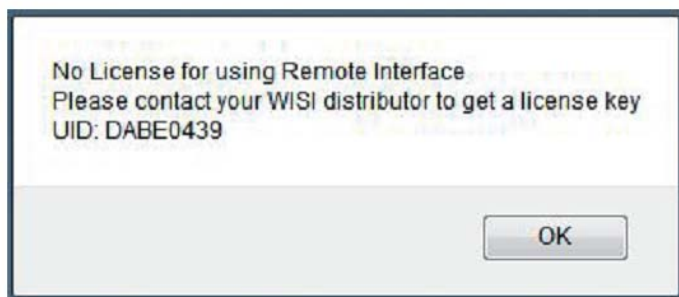 No License for using Remote Interface
Please contact your WISI distributor to get a license key
UID: DABE0439
OK